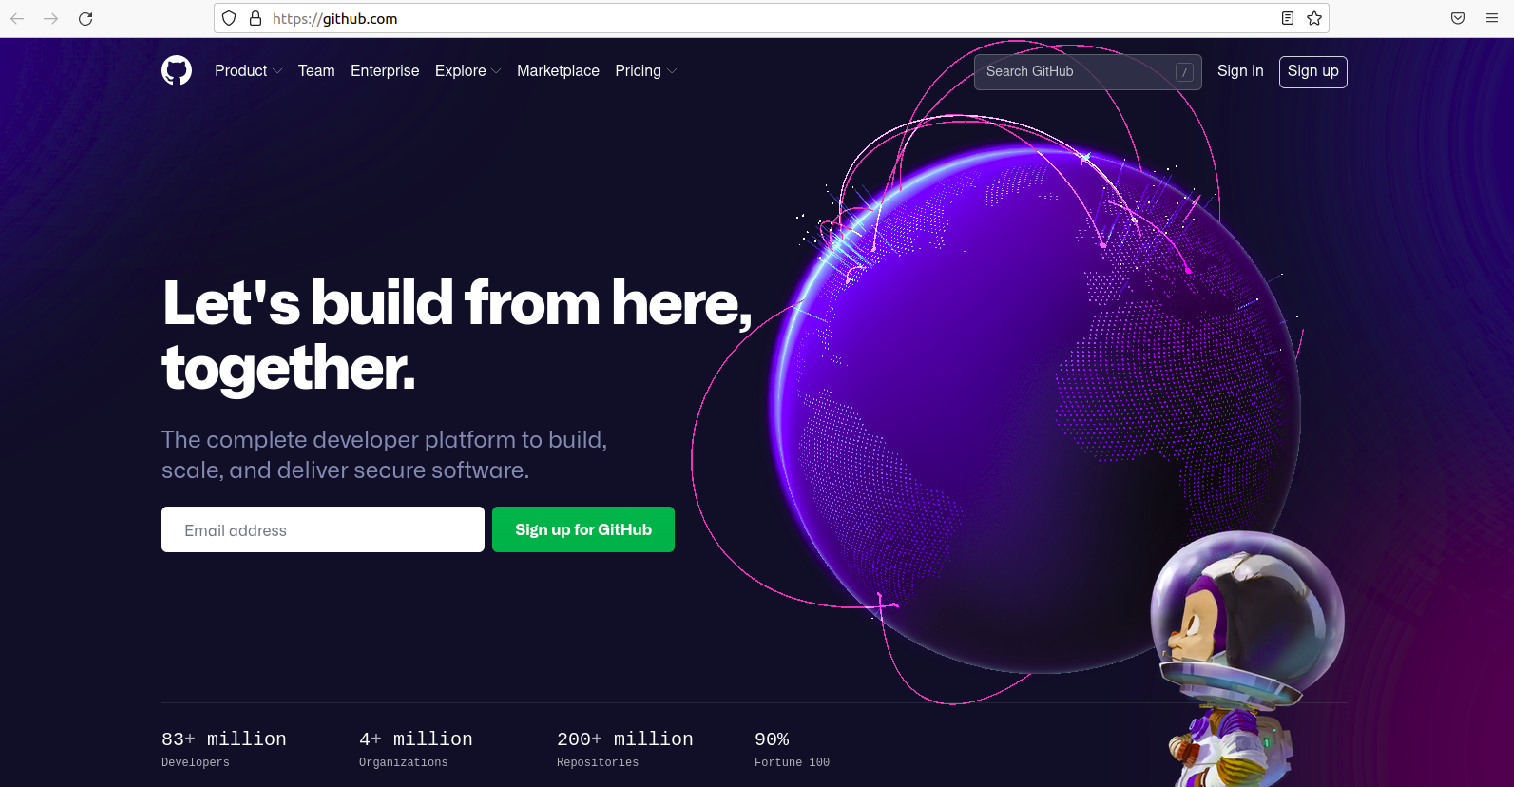 https://github.com
Product Team Enterprise Explore Marketplace Pricing Search GitHub / Sign in Sign up
Let's build from here,
together.
The complete developer platform to build,
scale, and deliver secure software.
Email address Sign up for GitHub
83+ million 4+ million 200+ million 90%
Developers Organizations Repositories Fortune 100